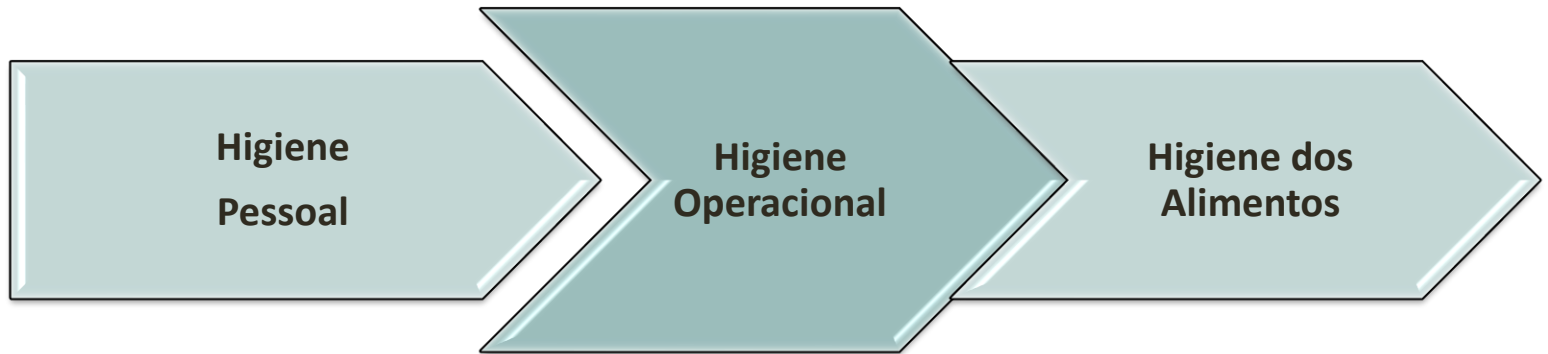 Higiene
Pessoal
Higiene
Operacional
Higiene dos
Alimentos